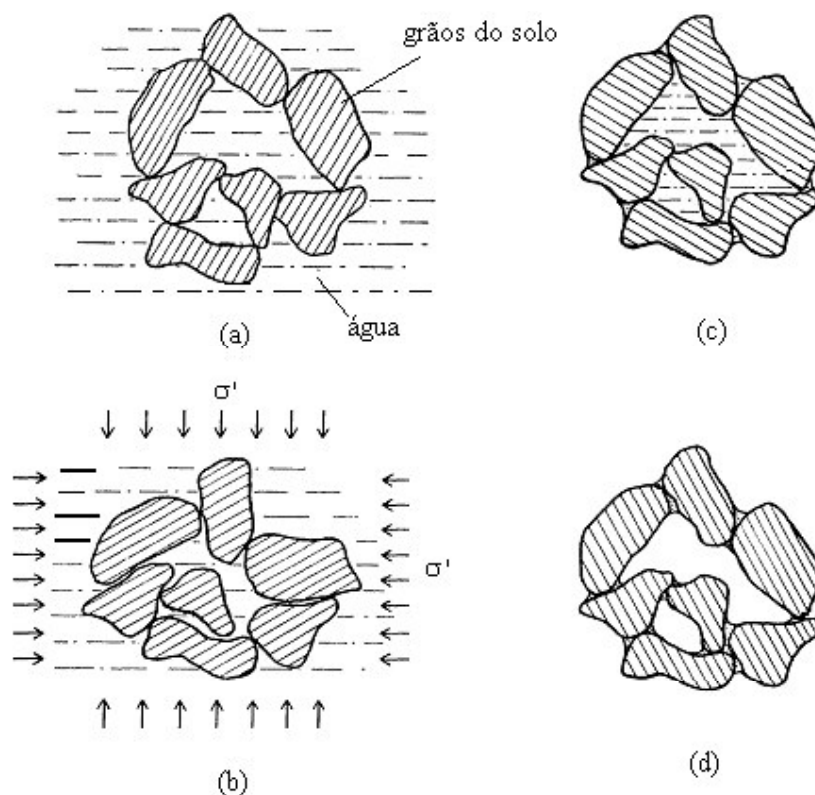 grãos do solo
água
(a)
(c)
σ'
σ'
(b)
(d)